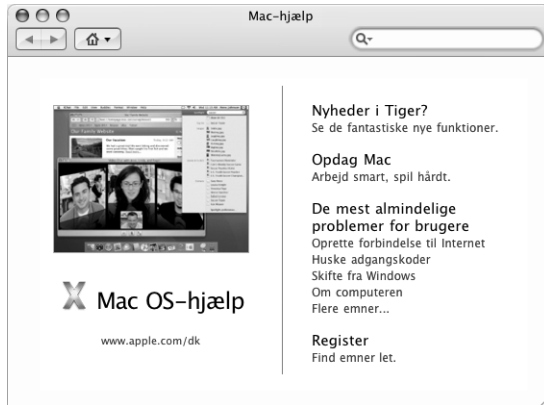 Mac-hjælp
Mac OS-hjælp
www.apple.com/dk
Nyheder i Tiger?
Se de fantastiske nye funktioner.
Opdag Mac
Arbejd smart, spil hårdt.
De mest almindelige
problemer for brugere
Oprette forbindelse til Internet
Huske adgangskoder
Skifte fra Windows
Om computeren
Flere emner...
Register
Find emner let.